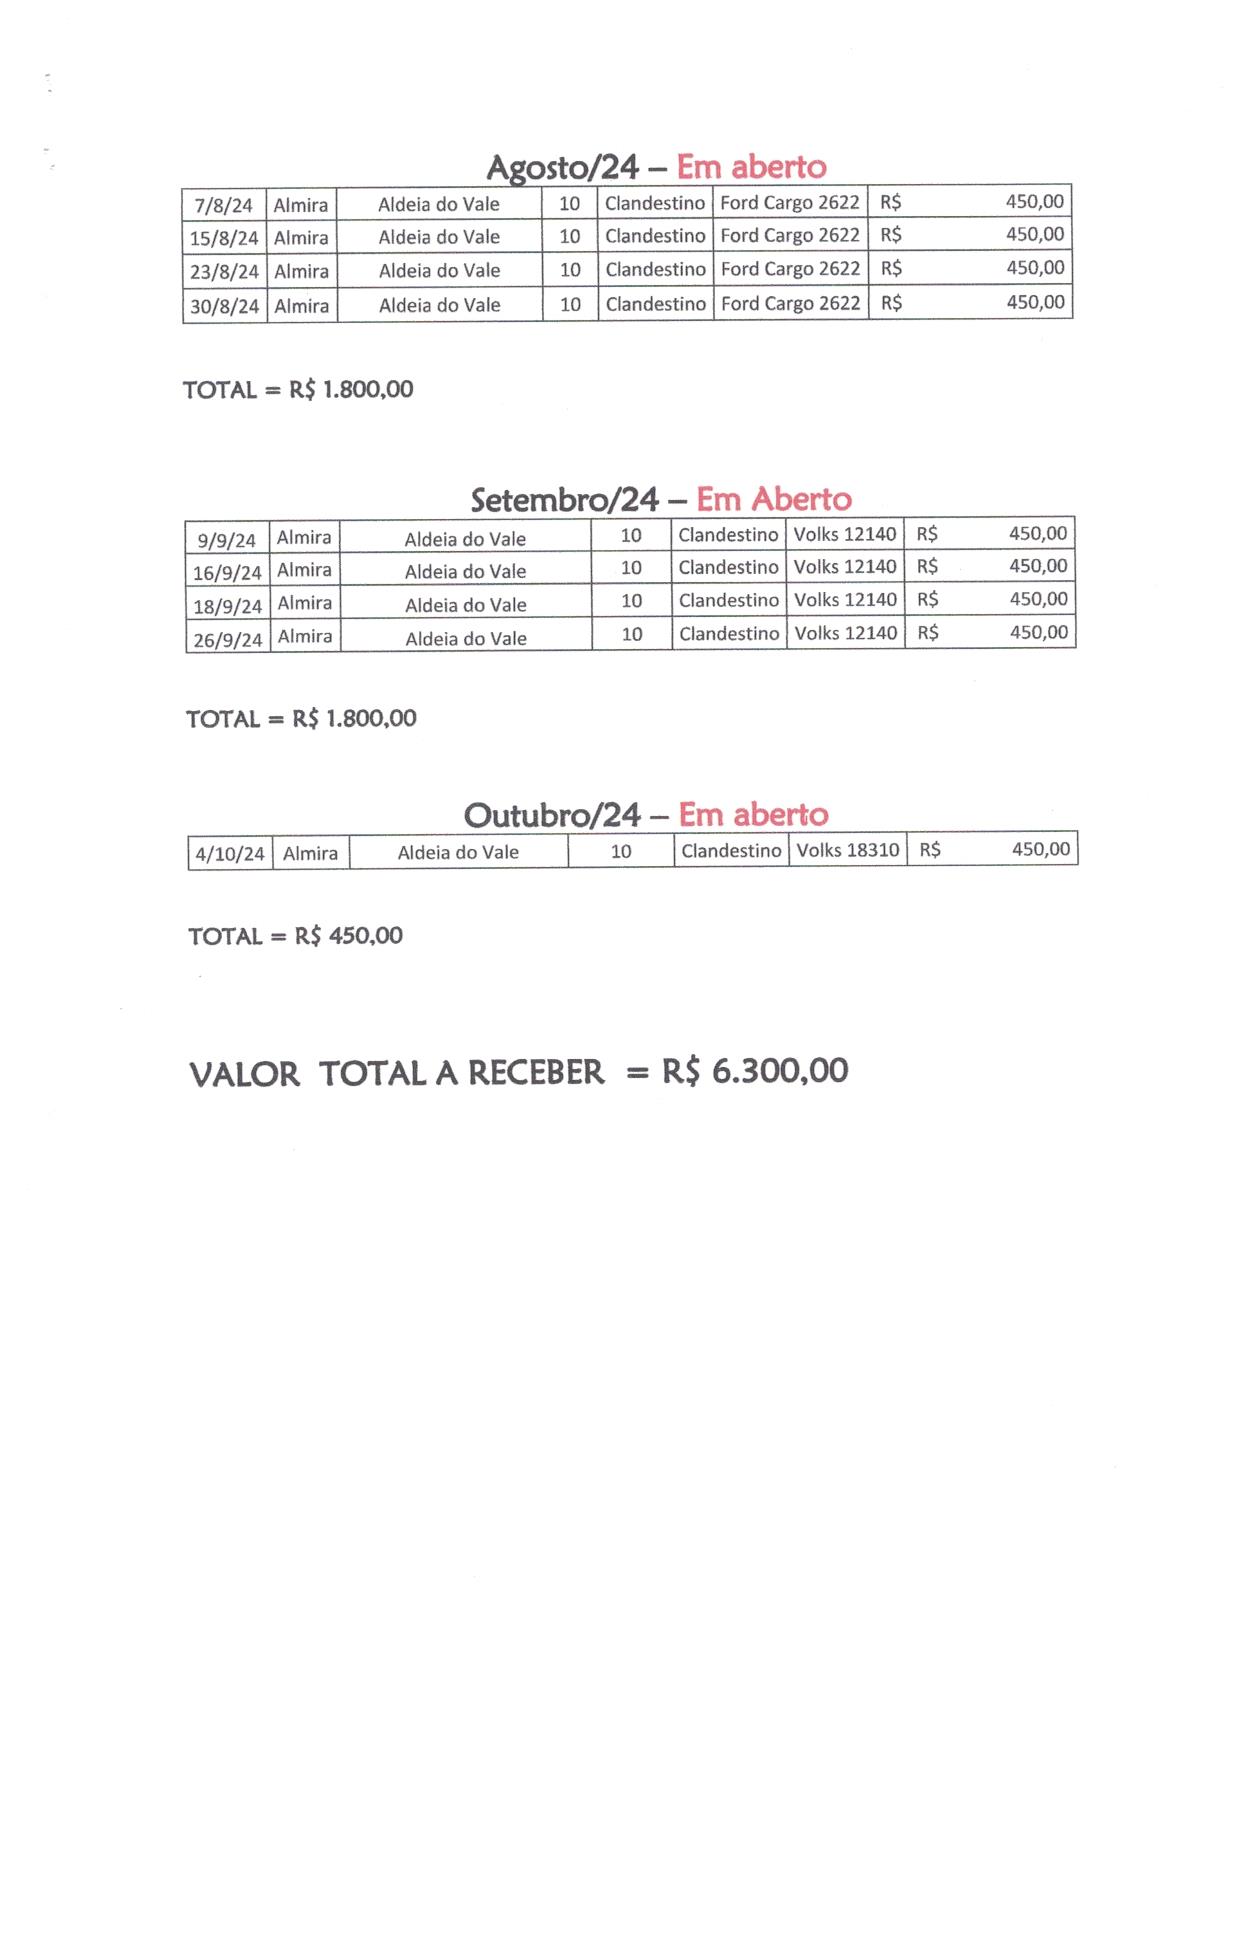 Agosto/24 – Em aberto
7/8/24 Almira Aldeia do Vale 10 Clandestino Ford Cargo 2622 R$ 450,00
15/8/24 Almira Aldeia do Vale 10 Clandestino Ford Cargo 2622 R$ 450,00
23/8/24 Almira Aldeia do Vale 10 Clandestino Ford Cargo 2622 R$ 450,00
30/8/24 Almira Aldeia do Vale 10 Clandestino Ford Cargo 2622 R$ 450,00
TOTAL = R$ 1.800,00
Setembro/24 – Em Aberto
9/9/24 Almira Aldeia do Vale 10 Clandestino Volks 12140 R$ 450,00
16/9/24 Almira Aldeia do Vale 10 Clandestino Volks 12140 R$ 450,00
18/9/24 Almira Aldeia do Vale 10 Clandestino Volks 12140 R$ 450,00
26/9/24 Almira Aldeia do Vale 10 Clandestino Volks 12140 R$ 450,00
TOTAL = R$ 1.800,00
Outubro/24 – Em aberto
4/10/24 Almira Aldeia do Vale 10 Clandestino Volks 18310 R$ 450,00
TOTAL = R$ 450,00
VALOR TOTAL A RECEBER = R$ 6.300,00